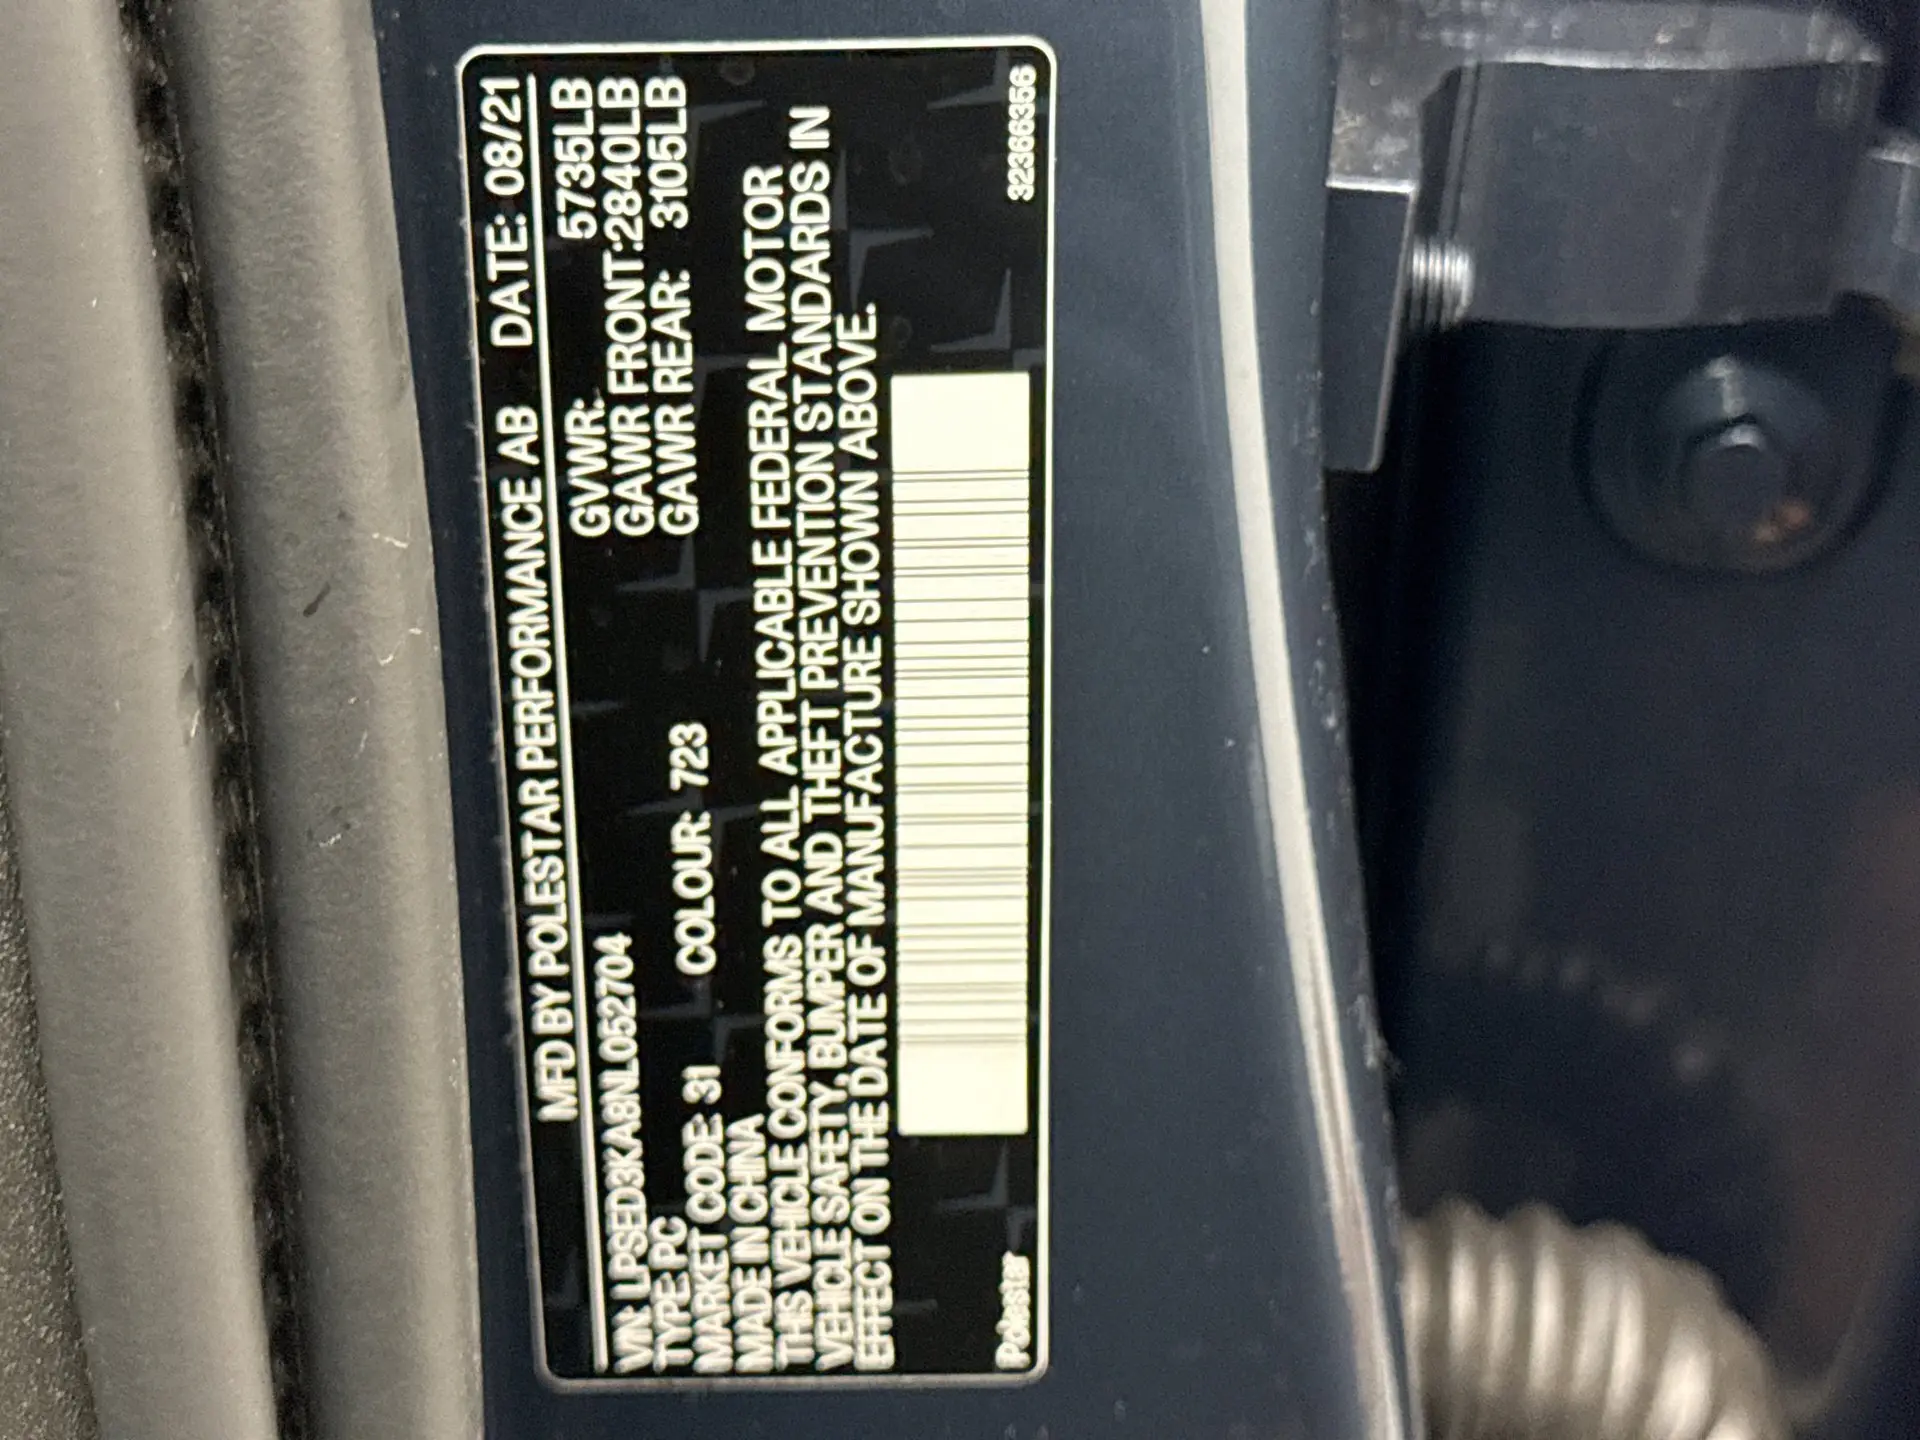 MFD BY POLESTAR PERFORMANCE AB DATE: 08/21
VIN: LPSED3KA8NL052704 GVWR: 5735LB
TYPE: PC GAWR FRONT:2840LB
MARKET CODE: 31 COLOUR: 723 GAWR REAR: 3105LB
MADE IN CHINA
THIS VEHICLE CONFORMS TO ALL APPLICABLE FEDERAL MOTOR
VEHICLE SAFETY, BUMPER AND THEFT PREVENTION STANDARDS IN
EFFECT ON THE DATE OF MANUFACTURE SHOWN ABOVE.
Polestar 32366356